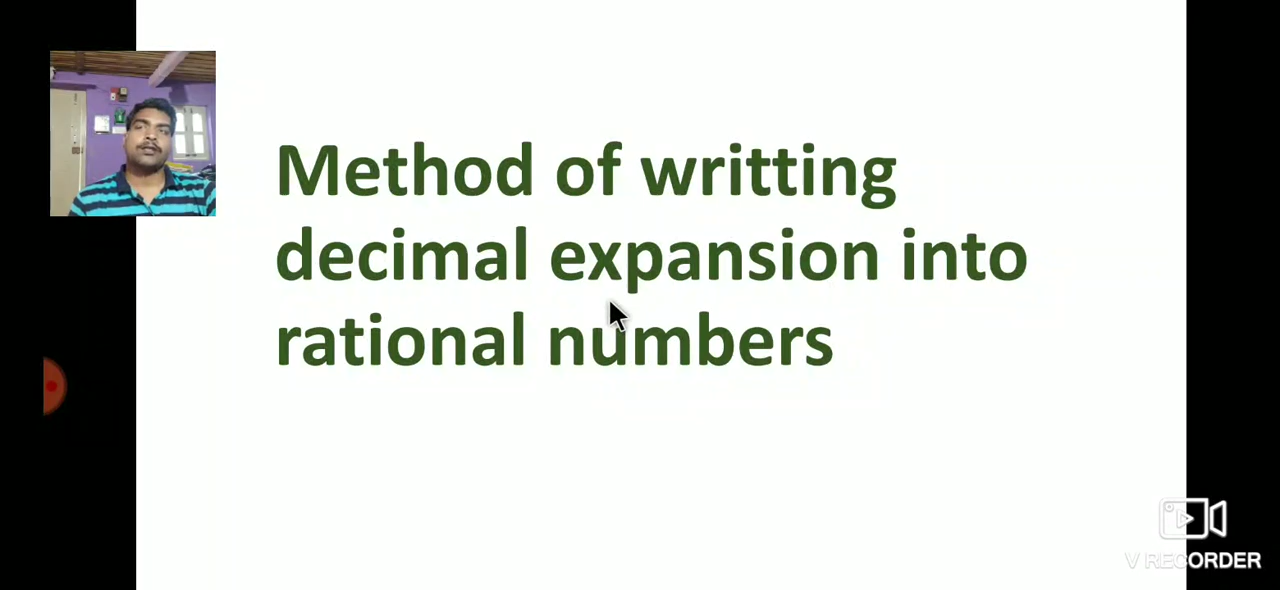 Method of writting
decimal expansion into
rational numbers
V RECORDER